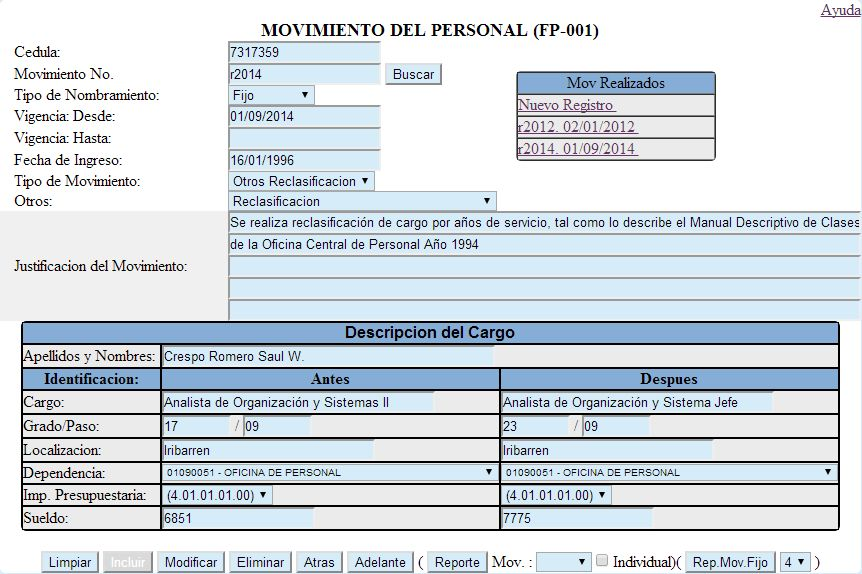 Ayuda
MOVIMIENTO DEL PERSONAL (FP-001)
Cedula: 7317359
Movimiento No. r2014 Buscar
Tipo de Nombramiento: Fijo
Vigencia: Desde: 01/09/2014
Vigencia: Hasta:
Fecha de Ingreso: 16/01/1996
Tipo de Movimiento: Otros Reclasificacion
Otros: Reclasificacion
Mov Realizados
Nuevo Registro
r2012. 02/01/2012
r2014. 01/09/2014
Justificacion del Movimiento:
Se realiza reclasificación de cargo por años de servicio, tal como lo describe el Manual Descriptivo de Clases
de la Oficina Central de Personal Año 1994
Descripcion del Cargo
Apellidos y Nombres: Crespo Romero Saul W.
Identificacion: Antes Despues
Cargo: Analista de Organización y Sistemas II Analista de Organización y Sistema Jefe
Grado/Paso: 17 / 09 23 / 09
Localizacion: Iribarren Iribarren
Dependencia: 01090051 - OFICINA DE PERSONAL 01090051 - OFICINA DE PERSONAL
Imp. Presupuestaria: (4.01.01.01.00) (4.01.01.01.00)
Sueldo: 6851 7775
Limpiar Incluir Modificar Eliminar Atras Adelante ( Reporte Mov. : Individual)( Rep.Mov.Fijo 4 )